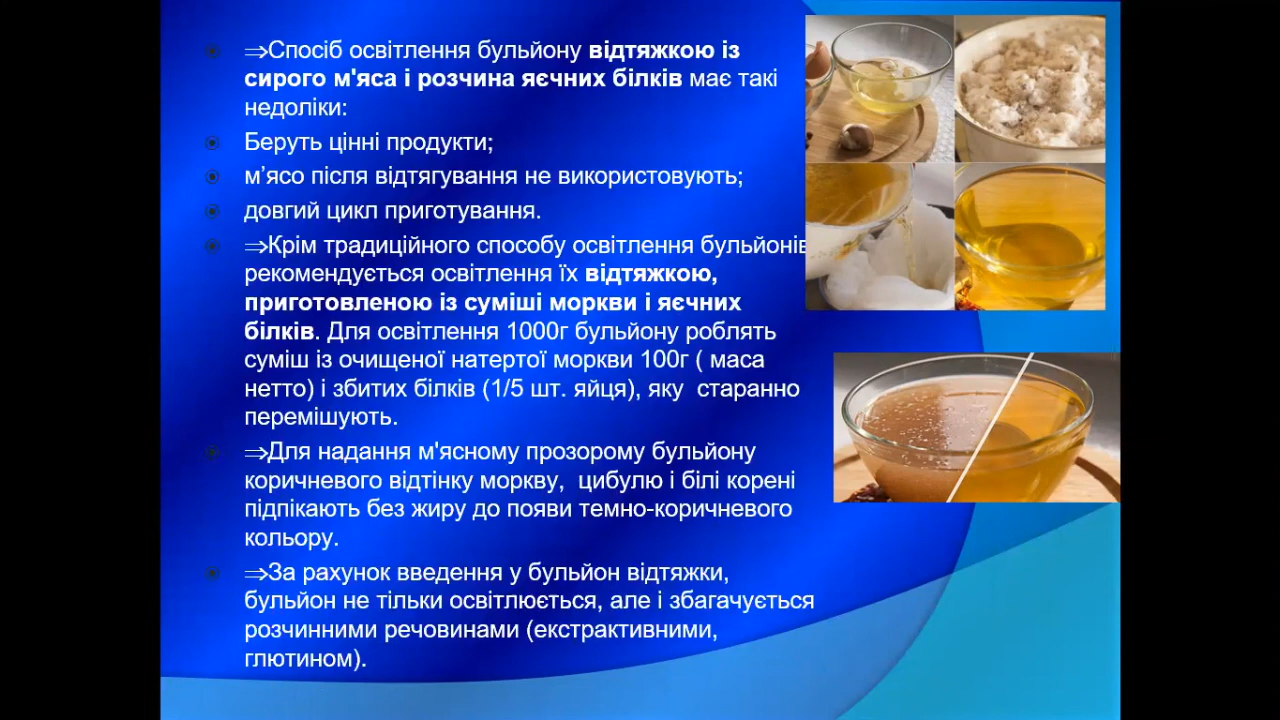 ⇒Спосіб освітлення бульйону відтяжкою із
сирого м'яса і розчина яєчних білків має такі
недоліки:
Беруть цінні продукти;
м’ясо після відтягування не використовують;
довгий цикл приготування.
⇒Крім традиційного способу освітлення бульйонів
рекомендується освітлення їх відтяжкою,
приготовленою із суміші моркви і яєчних
білків. Для освітлення 1000г бульйону роблять
суміш із очищеної натертої моркви 100г ( маса
нетто) і збитих білків (1/5 шт. яйця), яку  старанно
перемішують.
⇒Для надання м'ясному прозорому бульйону
коричневого відтінку моркву,  цибулю і білі корені
підпікають без жиру до появи темно-коричневого
кольору.
⇒За рахунок введення у бульйон відтяжки,
бульйон не тільки освітлюється, але і збагачується
розчинними речовинами (екстрактивними,
глютином).